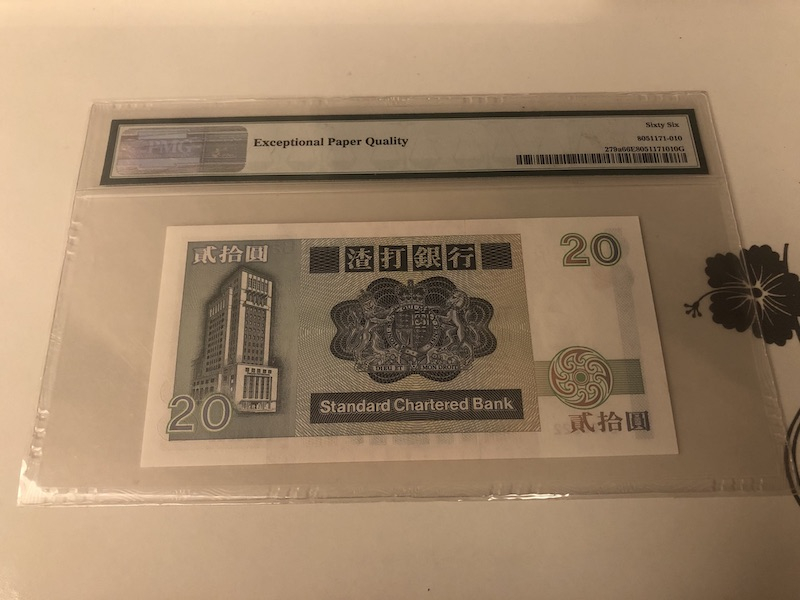 PMG
Exceptional Paper Quality
Sixty Six
8051171-010
279a66E8051171010G
貳拾圓
渣打銀行
20
DIEU ET MON DROIT
Standard Chartered Bank
20
貳拾圓